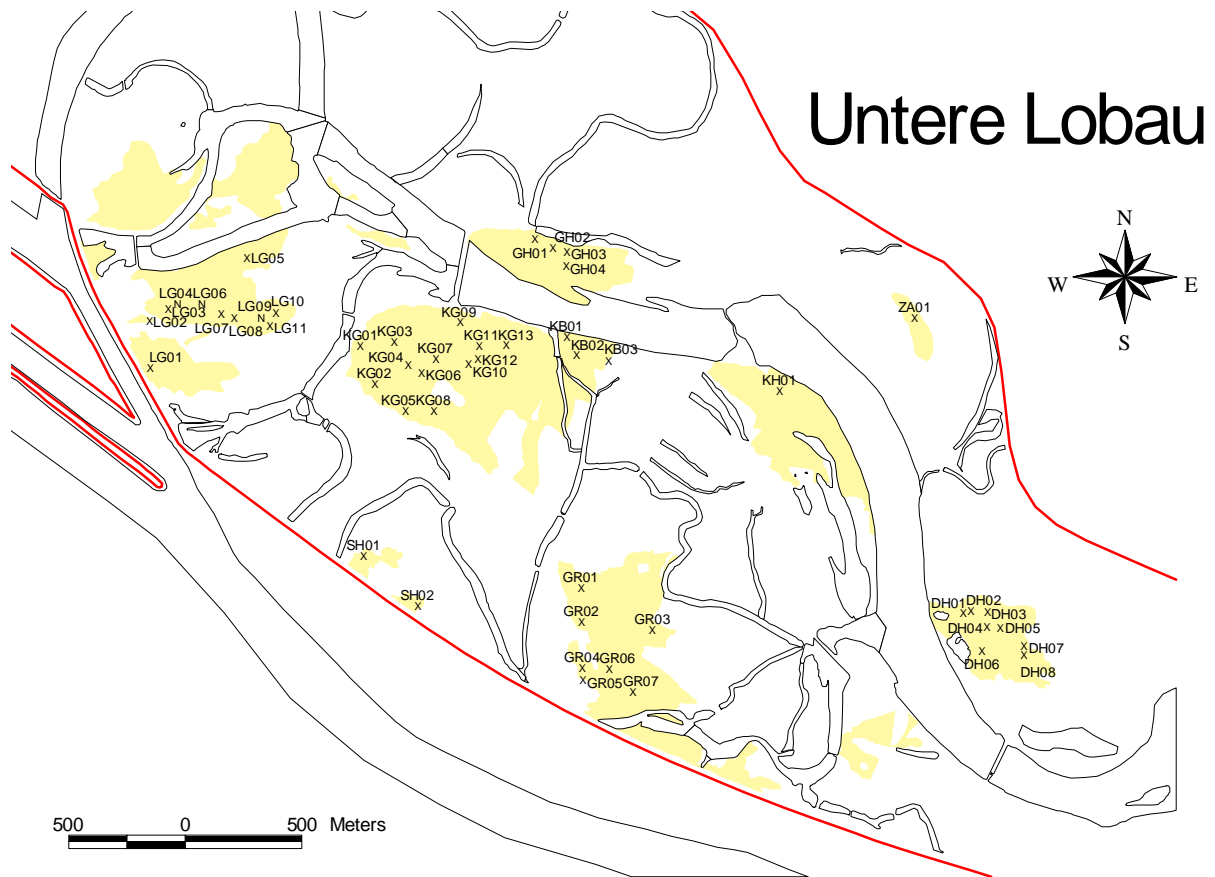 Untere Lobau
N
W E
S
GH02
GH01 GH03
GH04
LG05
LG04 LG06
LG10
LG03 LG09
LG02
LG07 LG08 LG11
LG01
ZA01
KG09
KB01
KG01 KG03
KG11 KG13
KB02 KB03
KG07
KG04 KG12
KG06 KG10
KG02
KH01
KG05 KG08
SH01
SH02
GR01
GR02
GR03
GR04 GR06
GR05 GR07
DH01 DH02
DH03
DH04 DH05
DH07
DH06
DH08
500 0 500 Meters